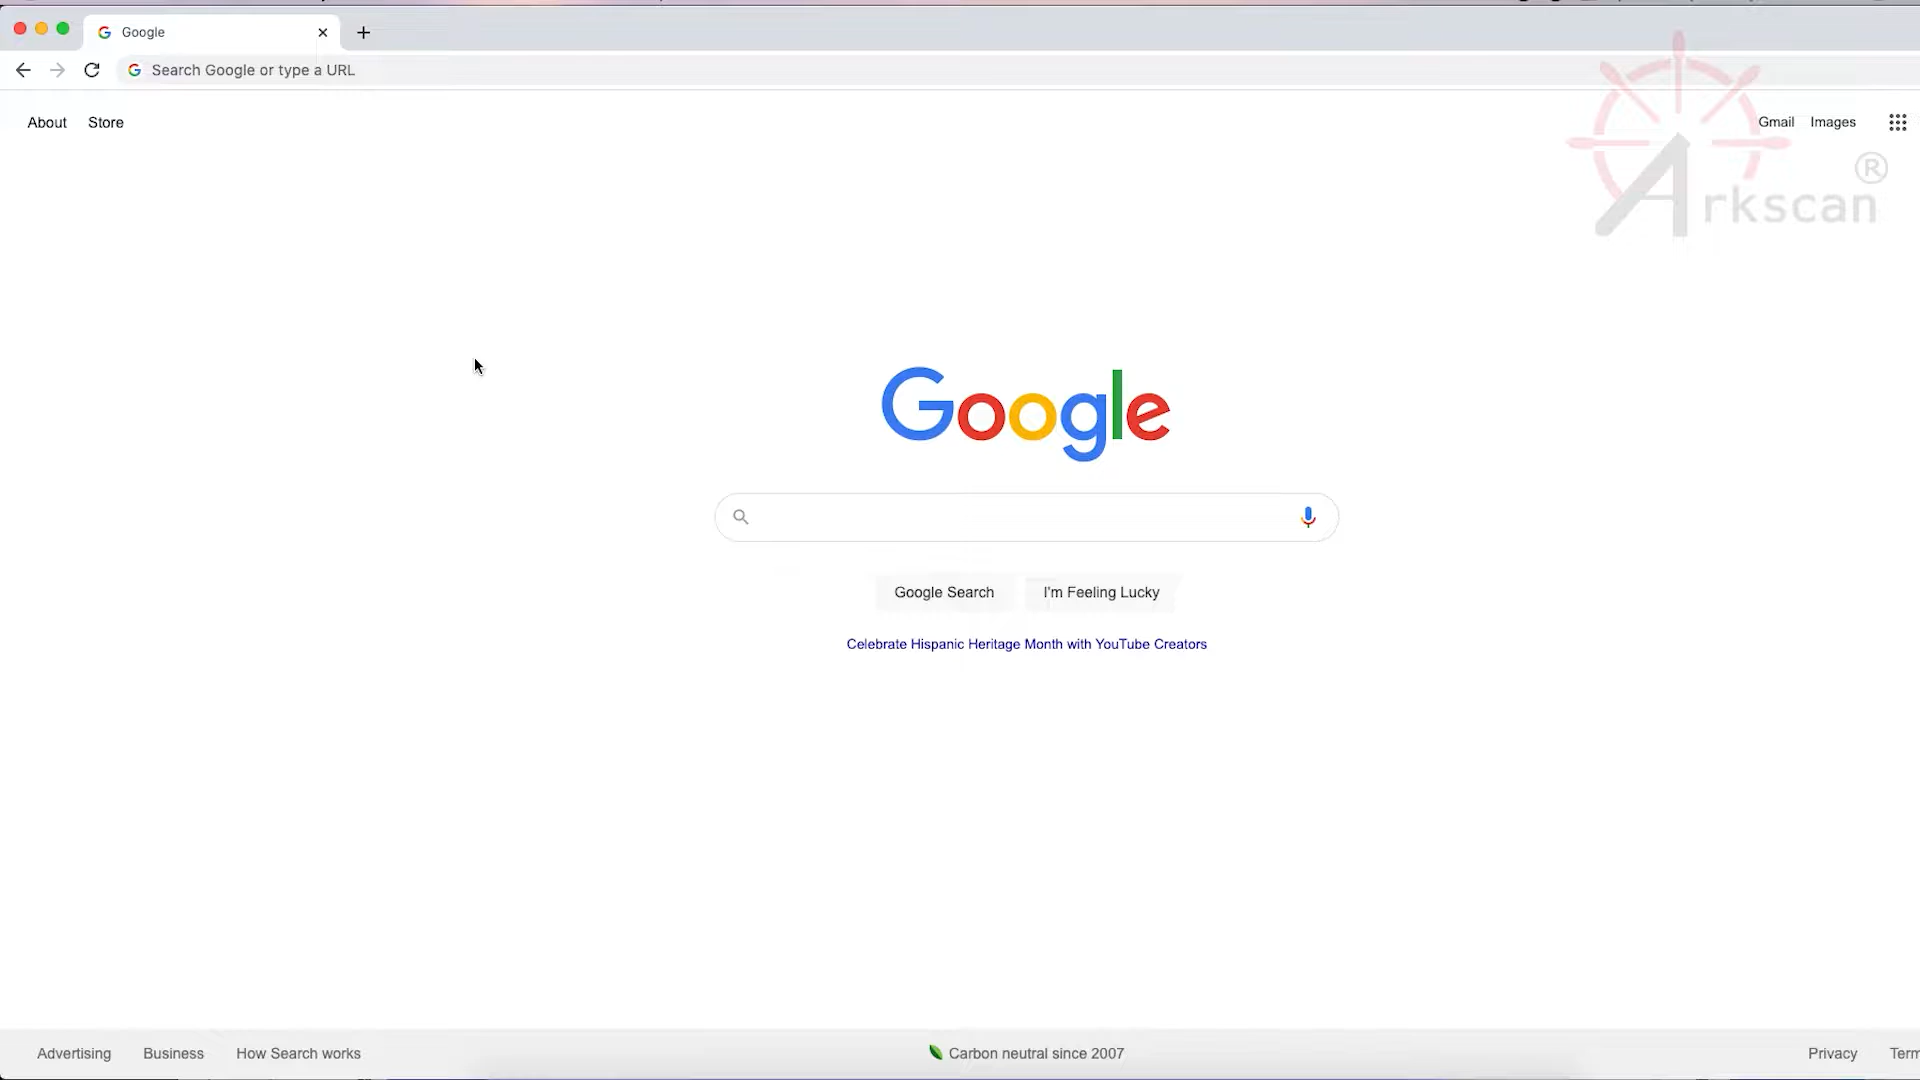 Google
Search Google or type a URL
About Store
Gmail Images
Arkscan ®
Google
Google Search I'm Feeling Lucky
Celebrate Hispanic Heritage Month with YouTube Creators
Advertising Business How Search works
Carbon neutral since 2007
Privacy Term